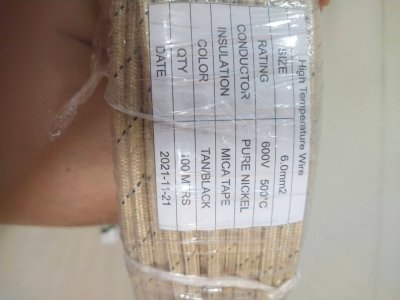 High Temperature Wire
SIZE 6.0mm2
RATING 600V 500°C
CONDUCTOR PURE NICKEL
INSULATION MICA TAPE
COLOR TAN/BLACK
QTY 100 MTRS
DATE 2021-11-21